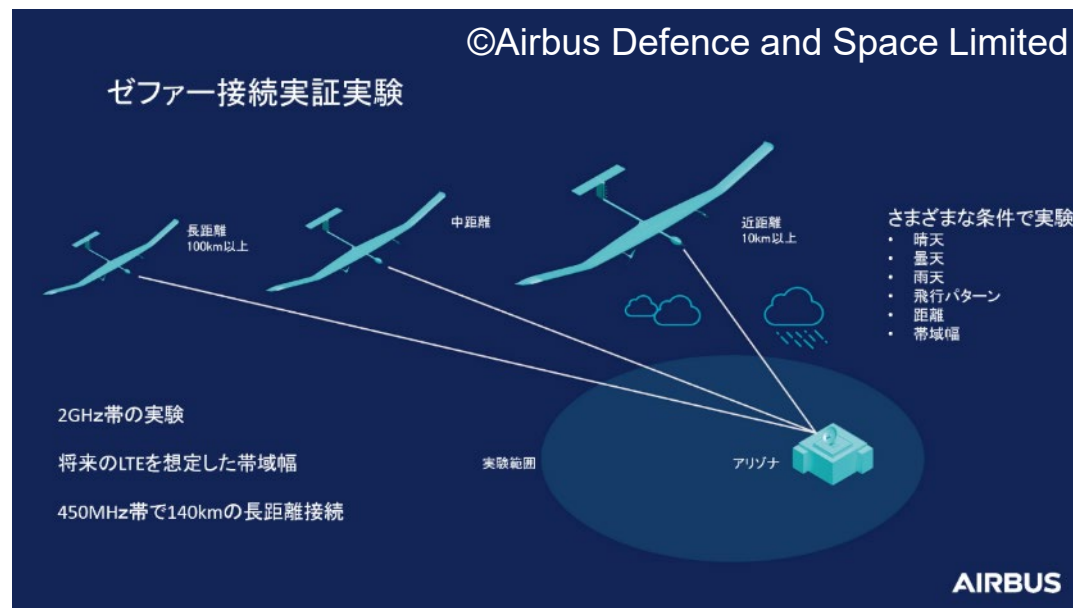 ©Airbus Defence and Space Limited
ゼファー接続実証実験
長距離
100km以上
中距離
近距離
10km以上
さまざまな条件で実験
・ 晴天
・ 曇天
・ 雨天
・ 飛行パターン
・ 距離
・ 帯域幅
2GHz帯の実験
将来のLTEを想定した帯域幅
450MHz帯で140kmの長距離接続
実験範囲
アリゾナ
AIRBUS